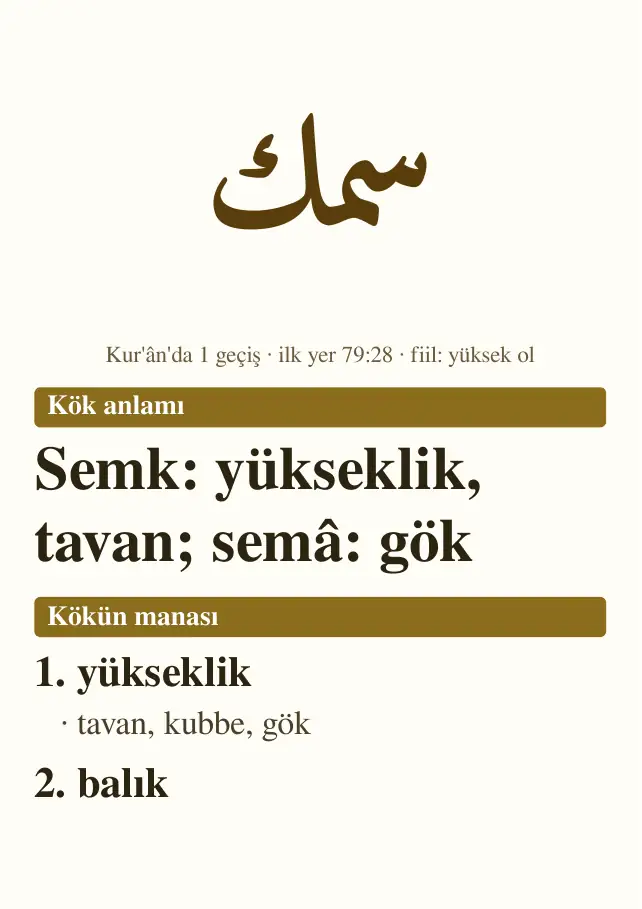 سمك
Kur'ân'da 1 geçiş · ilk yer 79:28 · fiil: yüksek ol
Kök anlamı
Semk: yükseklik,
tavan; semâ: gök
Kökün manası
1. yükseklik
· tavan, kubbe, gök
2. balık